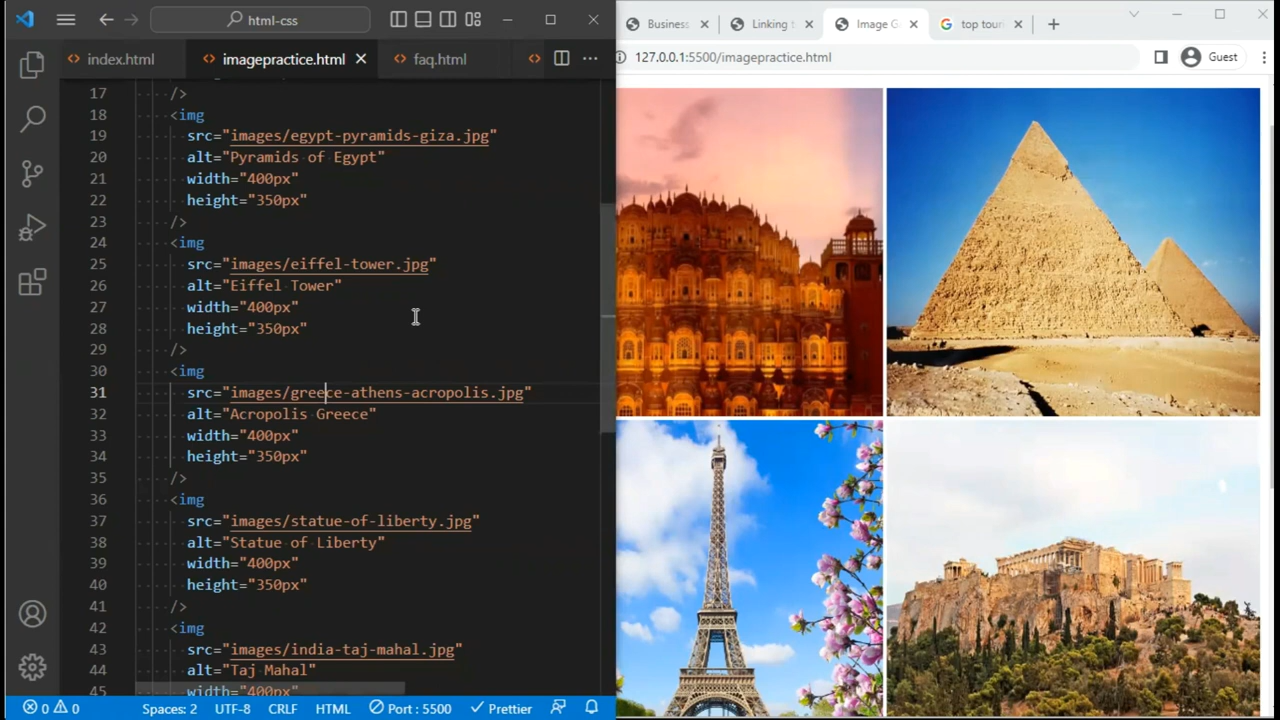 html-css
index.html
imagepractice.html
faq.html
17 />
18 <img
19 src="images/egypt-pyramids-giza.jpg"
20 alt="Pyramids of Egypt"
21 width="400px"
22 height="350px"
23 />
24 <img
25 src="images/eiffel-tower.jpg"
26 alt="Eiffel Tower"
27 width="400px"
28 height="350px"
29 />
30 <img
31 src="images/greece-athens-acropolis.jpg"
32 alt="Acropolis Greece"
33 width="400px"
34 height="350px"
35 />
36 <img
37 src="images/statue-of-liberty.jpg"
38 alt="Statue of Liberty"
39 width="400px"
40 height="350px"
41 />
42 <img
43 src="images/india-taj-mahal.jpg"
44 alt="Taj Mahal"
45 width="400px"
0 0 Spaces: 2 UTF-8 CRLF HTML Port : 5500 Prettier
Business
Linking t
Image G
top tour
127.0.0.1:5500/imagepractice.html
Guest